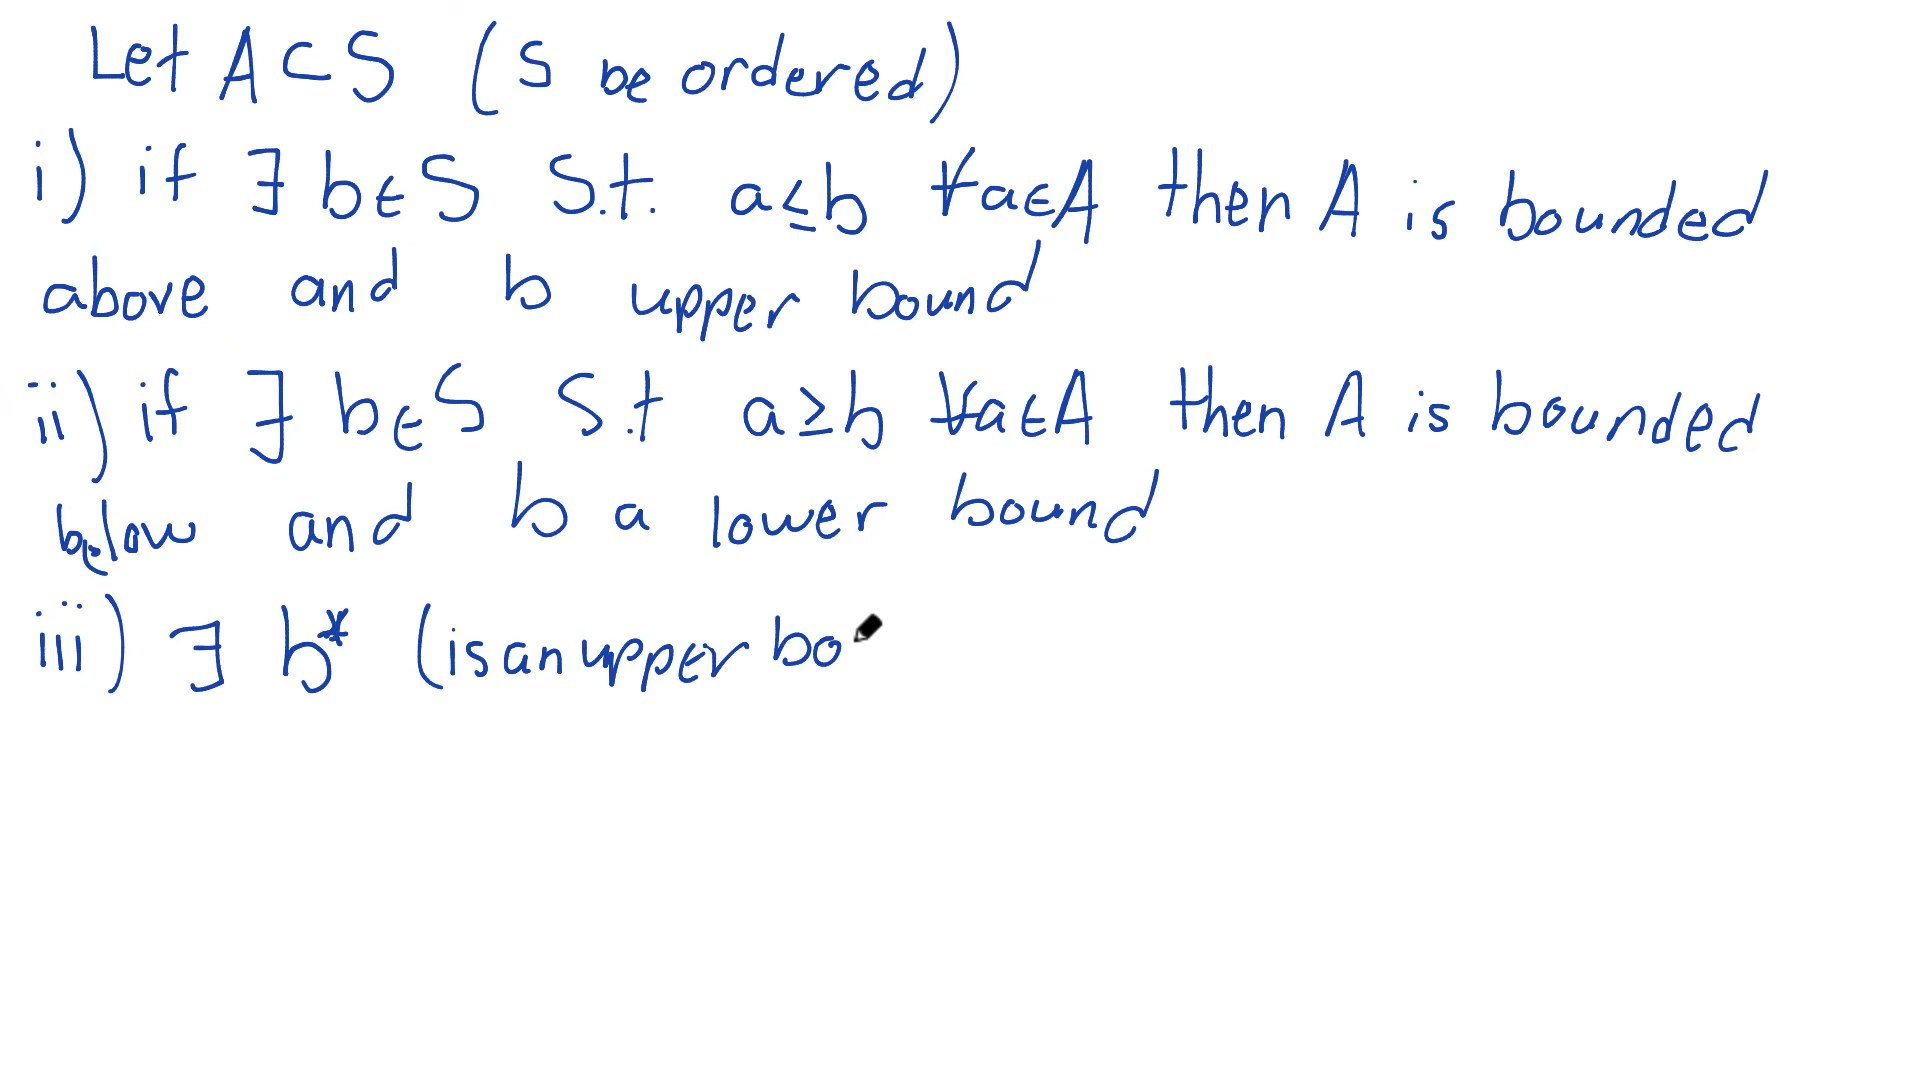 Let A ⊂ S (S be ordered)
i) if ∃ b ∈ S S.t. a ≤ b ∀a∈A then A is bounded
above and b upper bound
ii) if ∃ b ∈ S S.t a ≥ b ∀a∈A then A is bounded
below and b a lower bound
iii) ∃ b* (is an upper bo